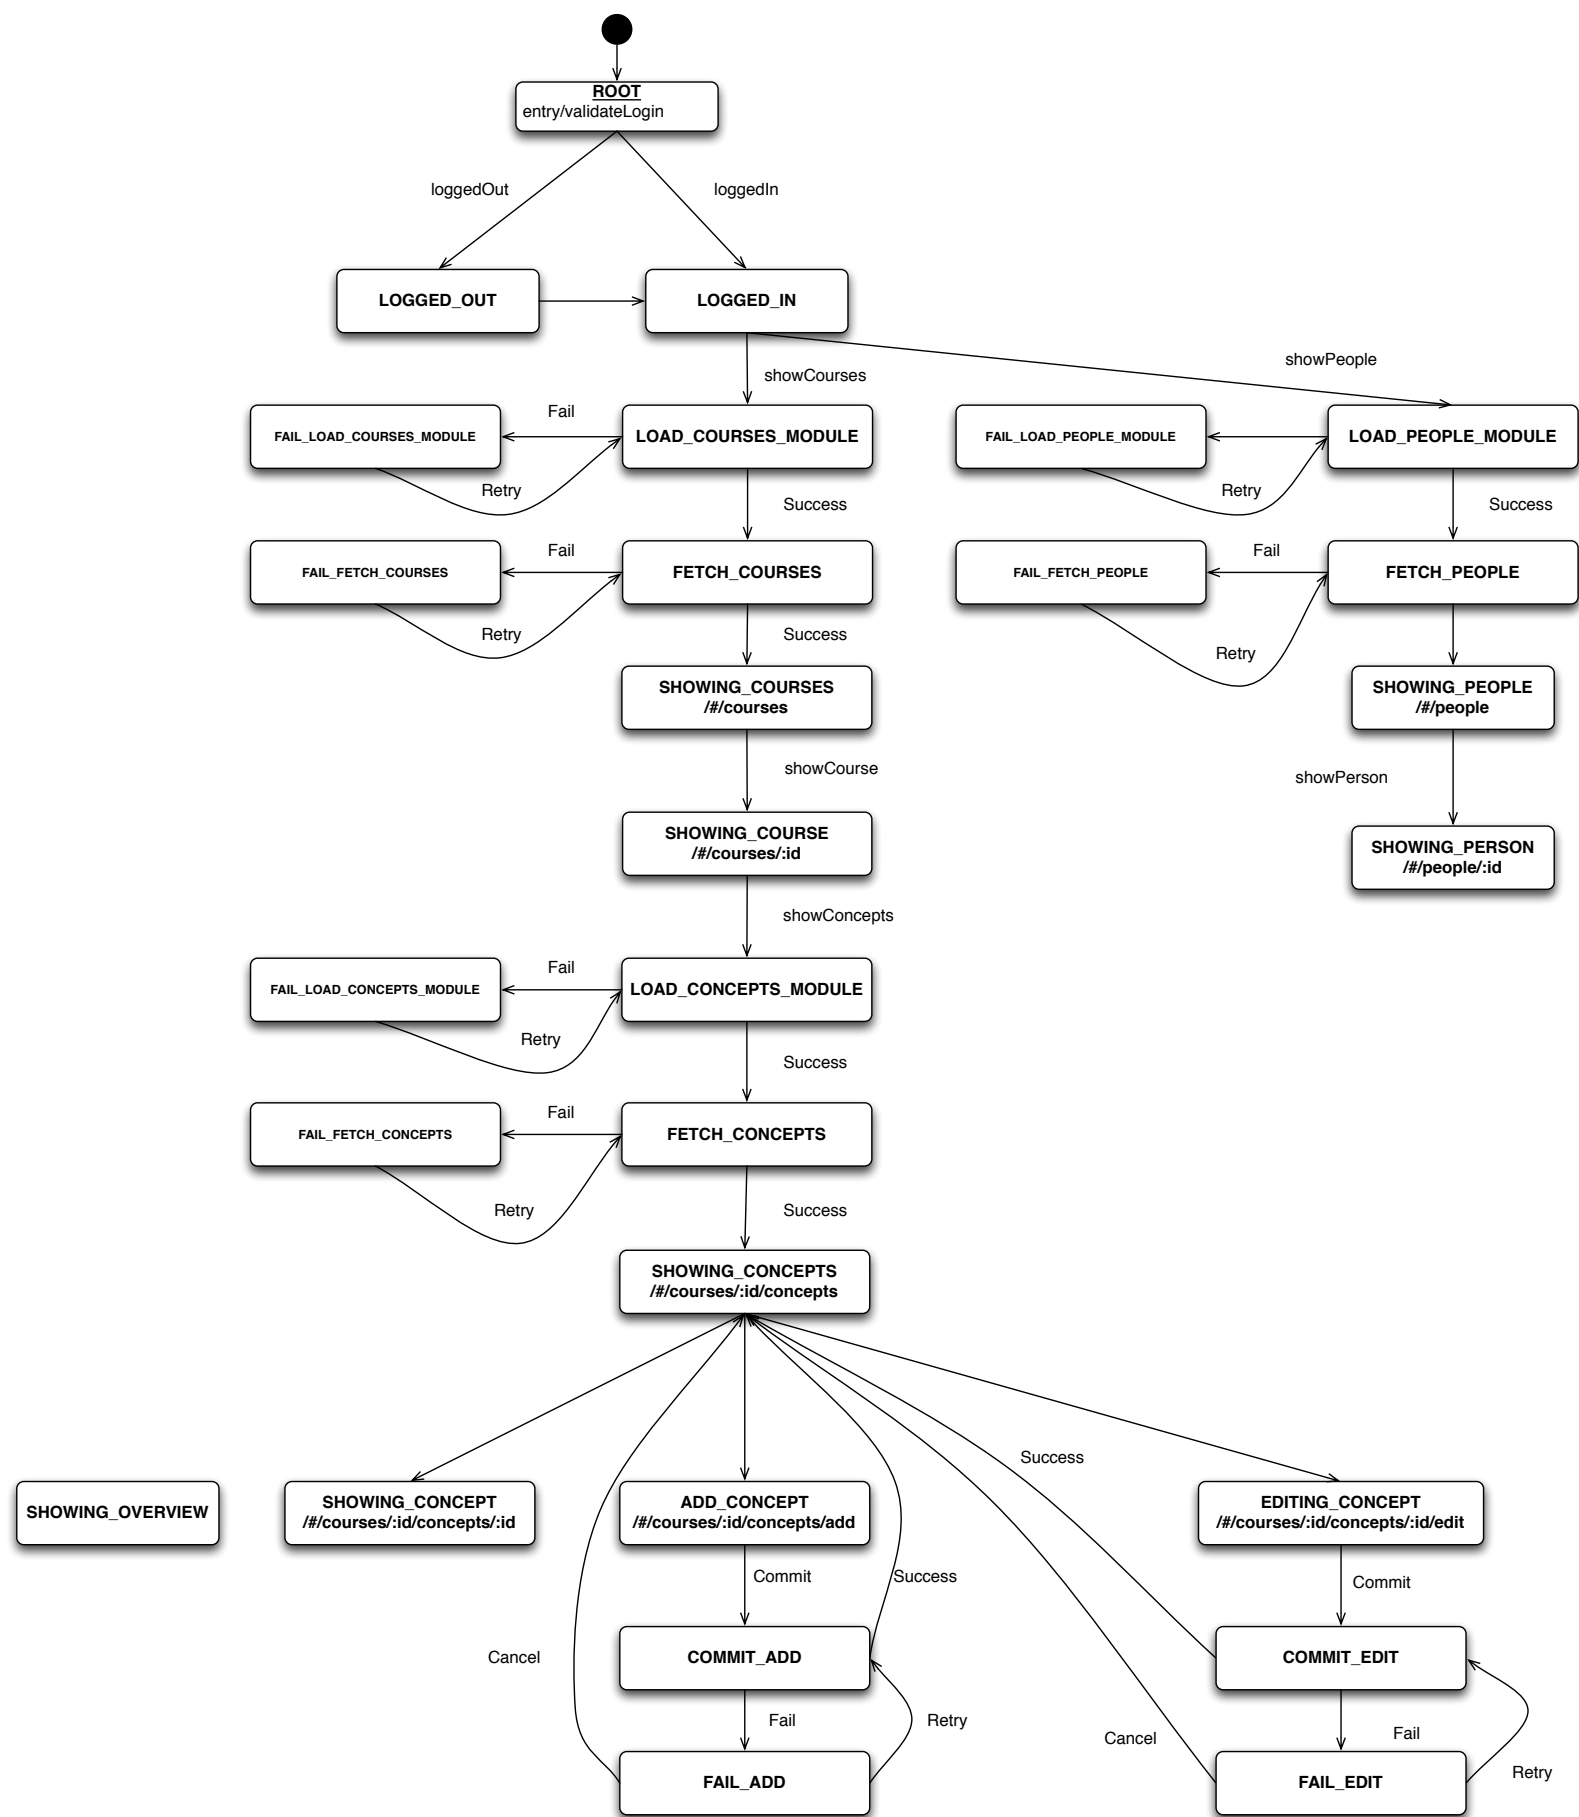 ROOT
entry/validateLogin
loggedOut
loggedIn
LOGGED_OUT
LOGGED_IN
showPeople
showCourses
Fail
FAIL_LOAD_COURSES_MODULE
LOAD_COURSES_MODULE
FAIL_LOAD_PEOPLE_MODULE
LOAD_PEOPLE_MODULE
Retry
Retry
Success
Success
Fail
Fail
FAIL_FETCH_COURSES
FETCH_COURSES
FAIL_FETCH_PEOPLE
FETCH_PEOPLE
Retry
Success
Retry
SHOWING_COURSES
/#/courses
SHOWING_PEOPLE
/#/people
showCourse
showPerson
SHOWING_COURSE
/#/courses/:id
SHOWING_PERSON
/#/people/:id
showConcepts
Fail
FAIL_LOAD_CONCEPTS_MODULE
LOAD_CONCEPTS_MODULE
Retry
Success
Fail
FAIL_FETCH_CONCEPTS
FETCH_CONCEPTS
Retry
Success
SHOWING_CONCEPTS
/#/courses/:id/concepts
Success
SHOWING_OVERVIEW
SHOWING_CONCEPT
/#/courses/:id/concepts/:id
ADD_CONCEPT
/#/courses/:id/concepts/add
EDITING_CONCEPT
/#/courses/:id/concepts/:id/edit
Commit
Success
Commit
Cancel
COMMIT_ADD
COMMIT_EDIT
Fail
Retry
Cancel
Fail
FAIL_ADD
FAIL_EDIT
Retry